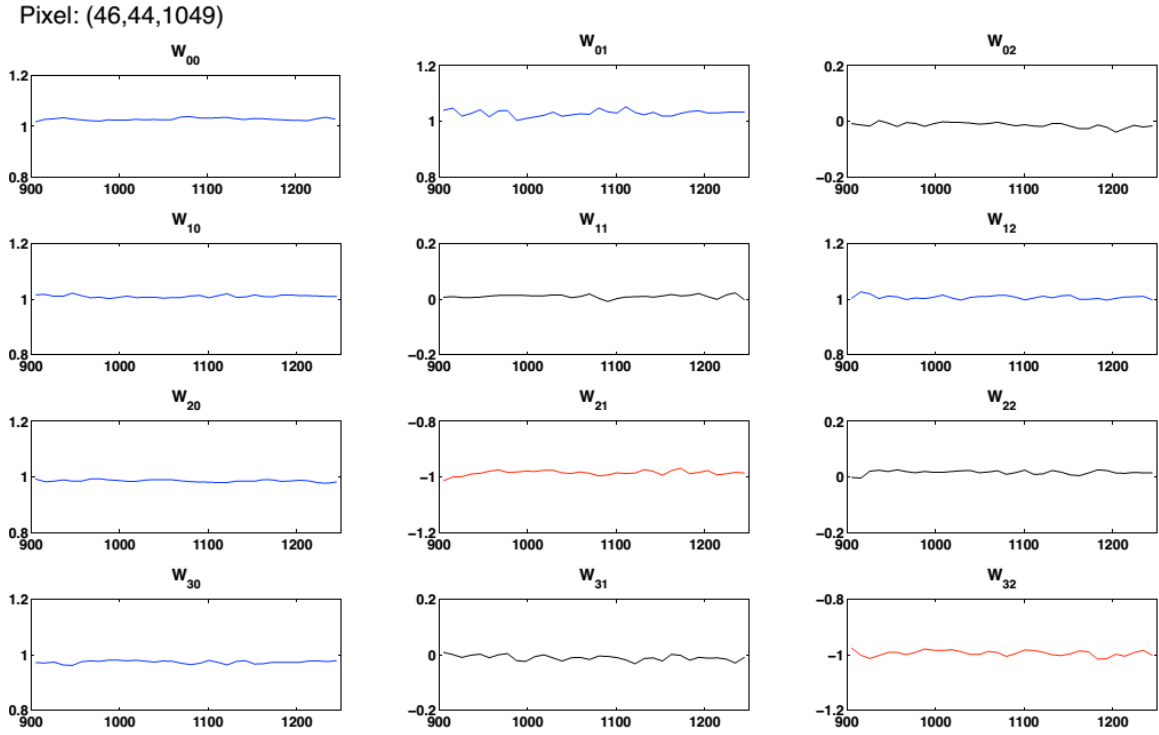 Pixel: (46,44,1049)
W00 W01 W02
1.2 1.2 0.2
1 1 0
0.8 0.8 −0.2
900 1000 1100 1200 900 1000 1100 1200 900 1000 1100 1200
W10 W11 W12
1.2 0.2 1.2
1 0 1
0.8 −0.2 0.8
900 1000 1100 1200 900 1000 1100 1200 900 1000 1100 1200
W20 W21 W22
1.2 −0.8 0.2
1 −1 0
0.8 −1.2 −0.2
900 1000 1100 1200 900 1000 1100 1200 900 1000 1100 1200
W30 W31 W32
1.2 0.2 −0.8
1 0 −1
0.8 −0.2 −1.2
900 1000 1100 1200 900 1000 1100 1200 900 1000 1100 1200